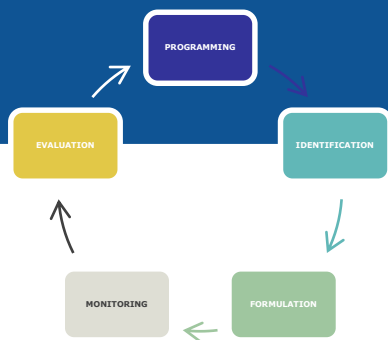 PROGRAMMING
IDENTIFICATION
FORMULATION
MONITORING
EVALUATION